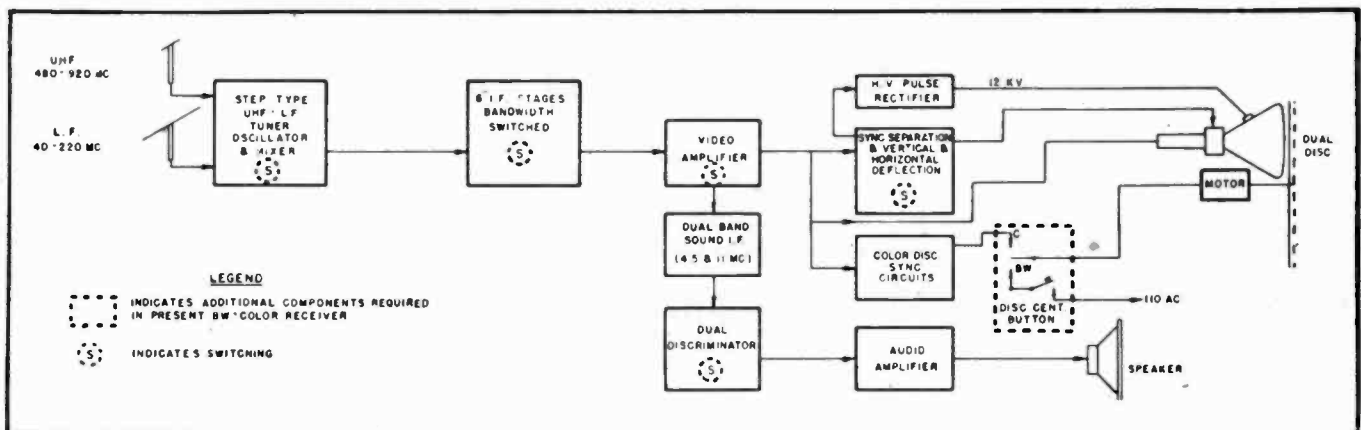 UHF
480-920 MC
L.F.
40-220 MC
STEP TYPE
UHF-L.F
TUNER
OSCILLATOR
& MIXER
S
6 I.F. STAGES
BANDWIDTH
SWITCHED
S
VIDEO
AMPLIFIER
S
DUAL BAND
SOUND I.F.
(4.5 & 11 MC)
DUAL
DISCRIMINATOR
S
H.V. PULSE
RECTIFIER
12 KV
SYNC SEPARATION
& VERTICAL &
HORIZONTAL
DEFLECTION
S
COLOR DISC
SYNC
CIRCUITS
C
BW
DISC CENT
BUTTON
110 AC
MOTOR
DUAL
DISC
AUDIO
AMPLIFIER
SPEAKER
LEGEND
INDICATES ADDITIONAL COMPONENTS REQUIRED
IN PRESENT BW-COLOR RECEIVER
S INDICATES SWITCHING